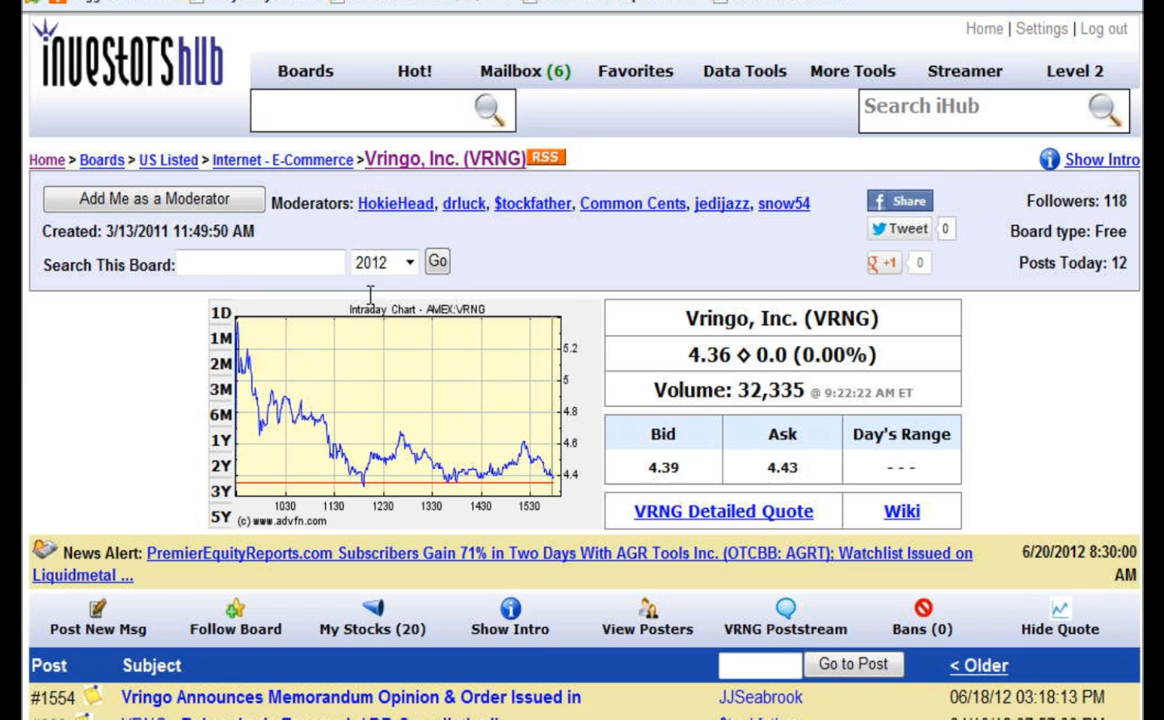 Home | Settings | Log out
investorshub
Boards Hot! Mailbox (6) Favorites Data Tools More Tools Streamer Level 2
Search iHub
Home > Boards > US Listed > Internet - E-Commerce > Vringo, Inc. (VRNG) RSS
Show Intro
Add Me as a Moderator Moderators: HokieHead, drluck, $tockfather, Common Cents, jedijazz, snow54 Share Followers: 118
Created: 3/13/2011 11:49:50 AM Tweet 0 Board type: Free
Search This Board: 2012 Go +1 0 Posts Today: 12
1D
1M
2M
3M
6M
1Y
2Y
3Y
5Y
Intraday Chart - AMEX:VRNG
5.2
5
4.8
4.6
4.4
1030 1130 1230 1330 1430 1530
(c) www.advfn.com
Vringo, Inc. (VRNG)
4.36 ◊ 0.0 (0.00%)
Volume: 32,335 @ 9:22:22 AM ET
Bid Ask Day's Range
4.39 4.43 - - -
VRNG Detailed Quote Wiki
News Alert: PremierEquityReports.com Subscribers Gain 71% in Two Days With AGR Tools Inc. (OTCBB: AGRT); Watchlist Issued on 6/20/2012 8:30:00
Liquidmetal ... AM
Post New Msg Follow Board My Stocks (20) Show Intro View Posters VRNG Poststream Bans (0) Hide Quote
Post Subject Go to Post < Older
#1554 Vringo Announces Memorandum Opinion & Order Issued in JJSeabrook 06/18/12 03:18:13 PM